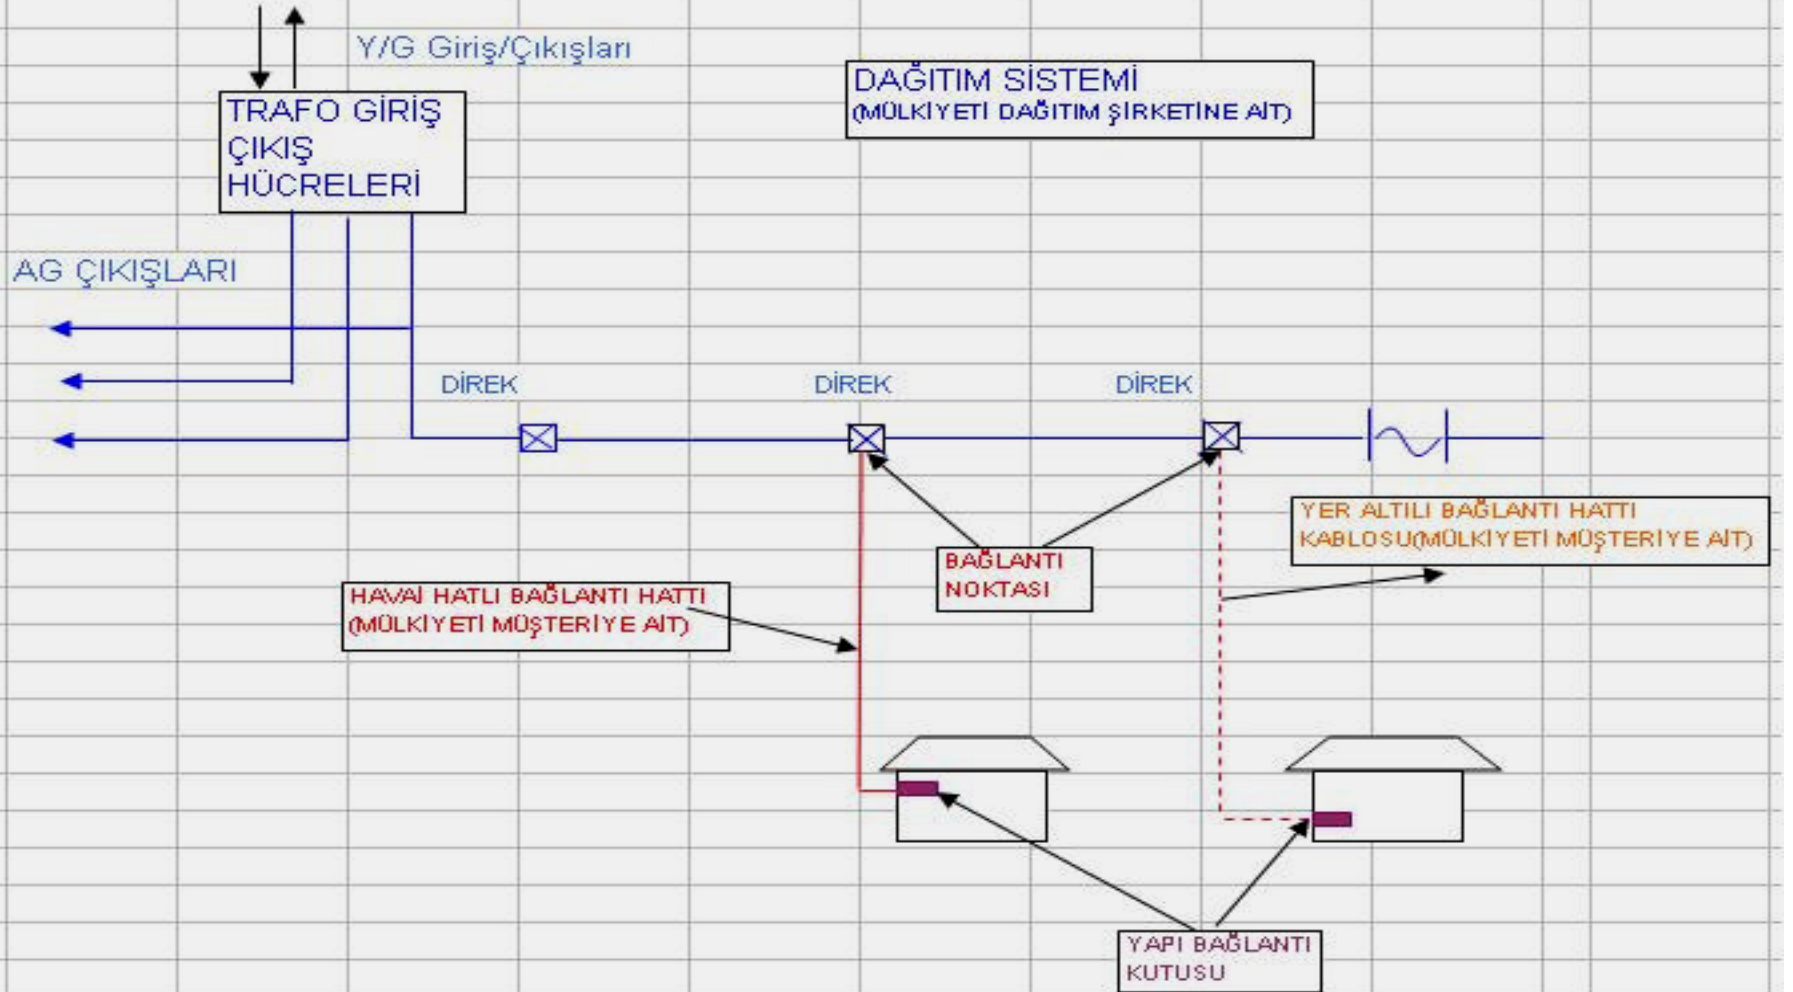 Y/G Giriş/Çıkışları
DAĞITIM SİSTEMİ
(MÜLKİYETİ DAĞITIM ŞİRKETİNE AİT)
TRAFO GİRİŞ
ÇIKIŞ
HÜCRELERİ
AG ÇIKIŞLARI
DİREK
DİREK
DİREK
YER ALTILI BAĞLANTI HATTI
KABLOSU(MÜLKİYETİ MÜŞTERİYE AİT)
BAĞLANTI
NOKTASI
HAVAİ HATLI BAĞLANTI HATTI
(MÜLKİYETİ MÜŞTERİYE AİT)
YAPI BAĞLANTI
KUTUSU